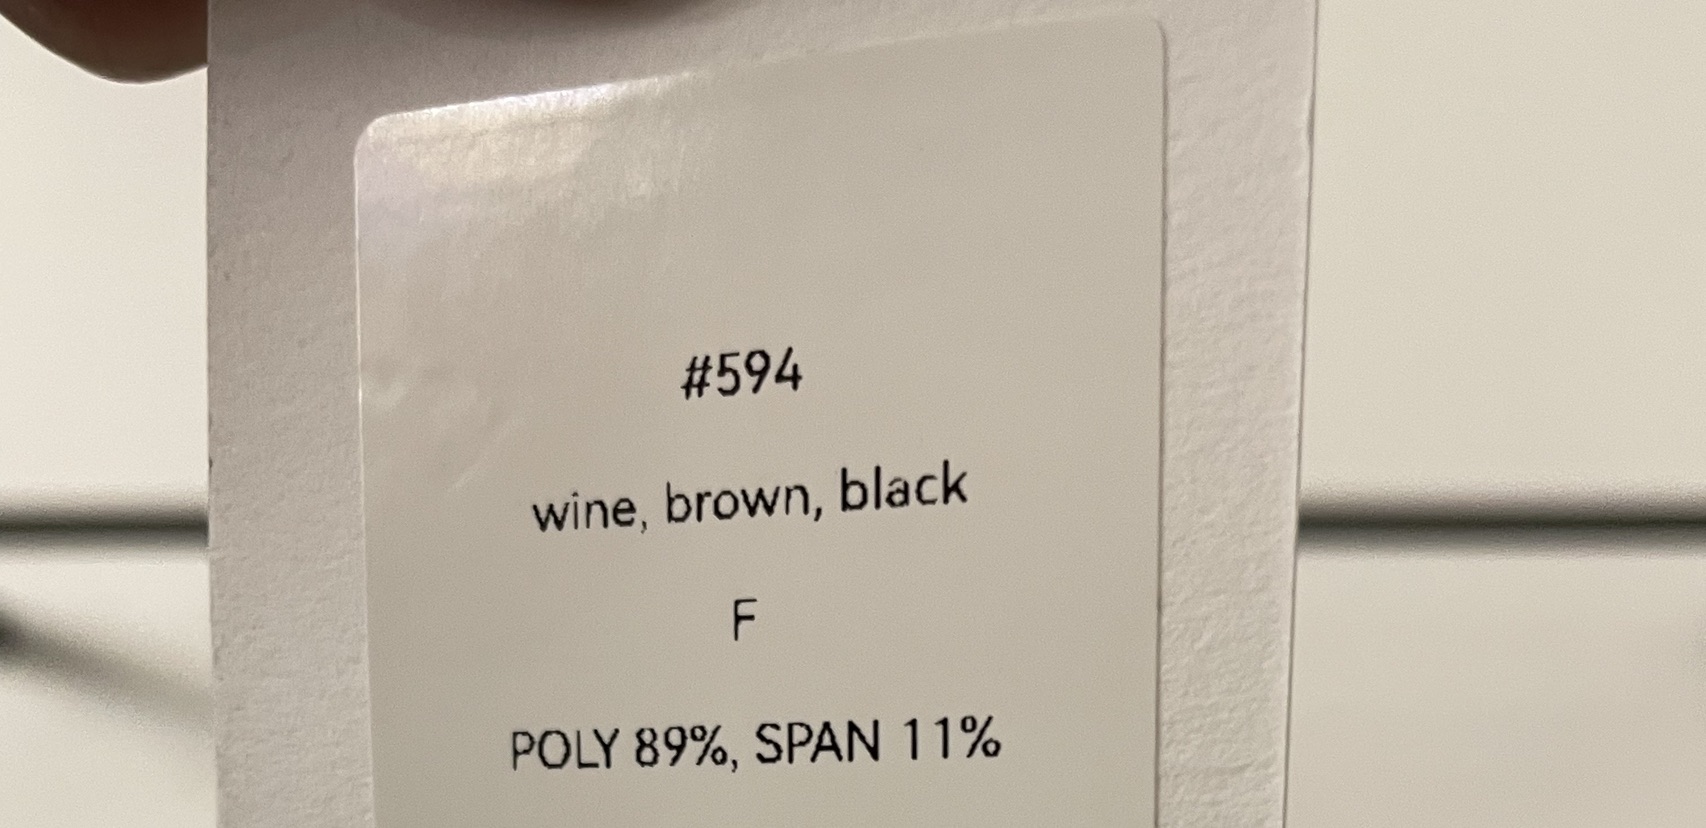 #594
wine, brown, black
F
POLY 89%, SPAN 11%